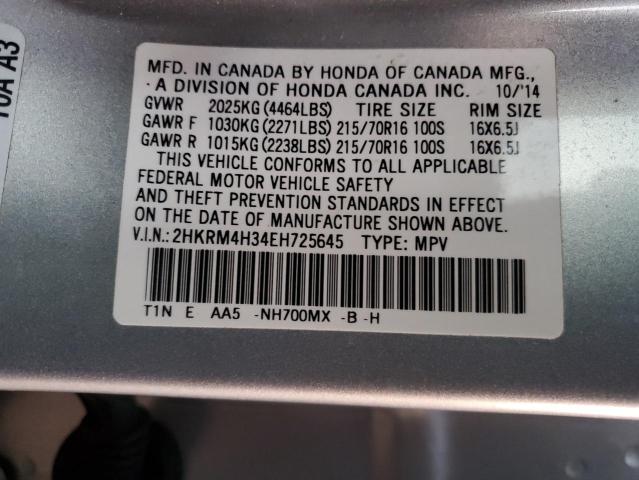 MFD. IN CANADA BY HONDA OF CANADA MFG.,
A DIVISION OF HONDA CANADA INC. 10/'14
GVWR 2025KG (4464LBS) TIRE SIZE RIM SIZE
GAWR F 1030KG (2271LBS) 215/70R16 100S 16X6.5J
GAWR R 1015KG (2238LBS) 215/70R16 100S 16X6.5J
THIS VEHICLE CONFORMS TO ALL APPLICABLE
FEDERAL MOTOR VEHICLE SAFETY
AND THEFT PREVENTION STANDARDS IN EFFECT
ON THE DATE OF MANUFACTURE SHOWN ABOVE.
V.I.N.: 2HKRM4H34EH725645 TYPE: MPV
T1N E AA5 -NH700MX -B -H
A3